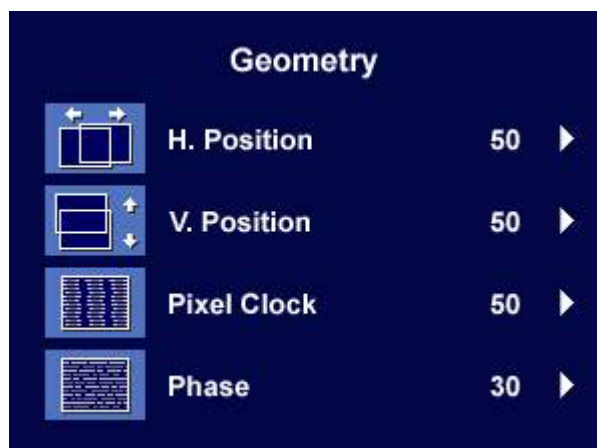 Geometry
H. Position 50
V. Position 50
Pixel Clock 50
Phase 30